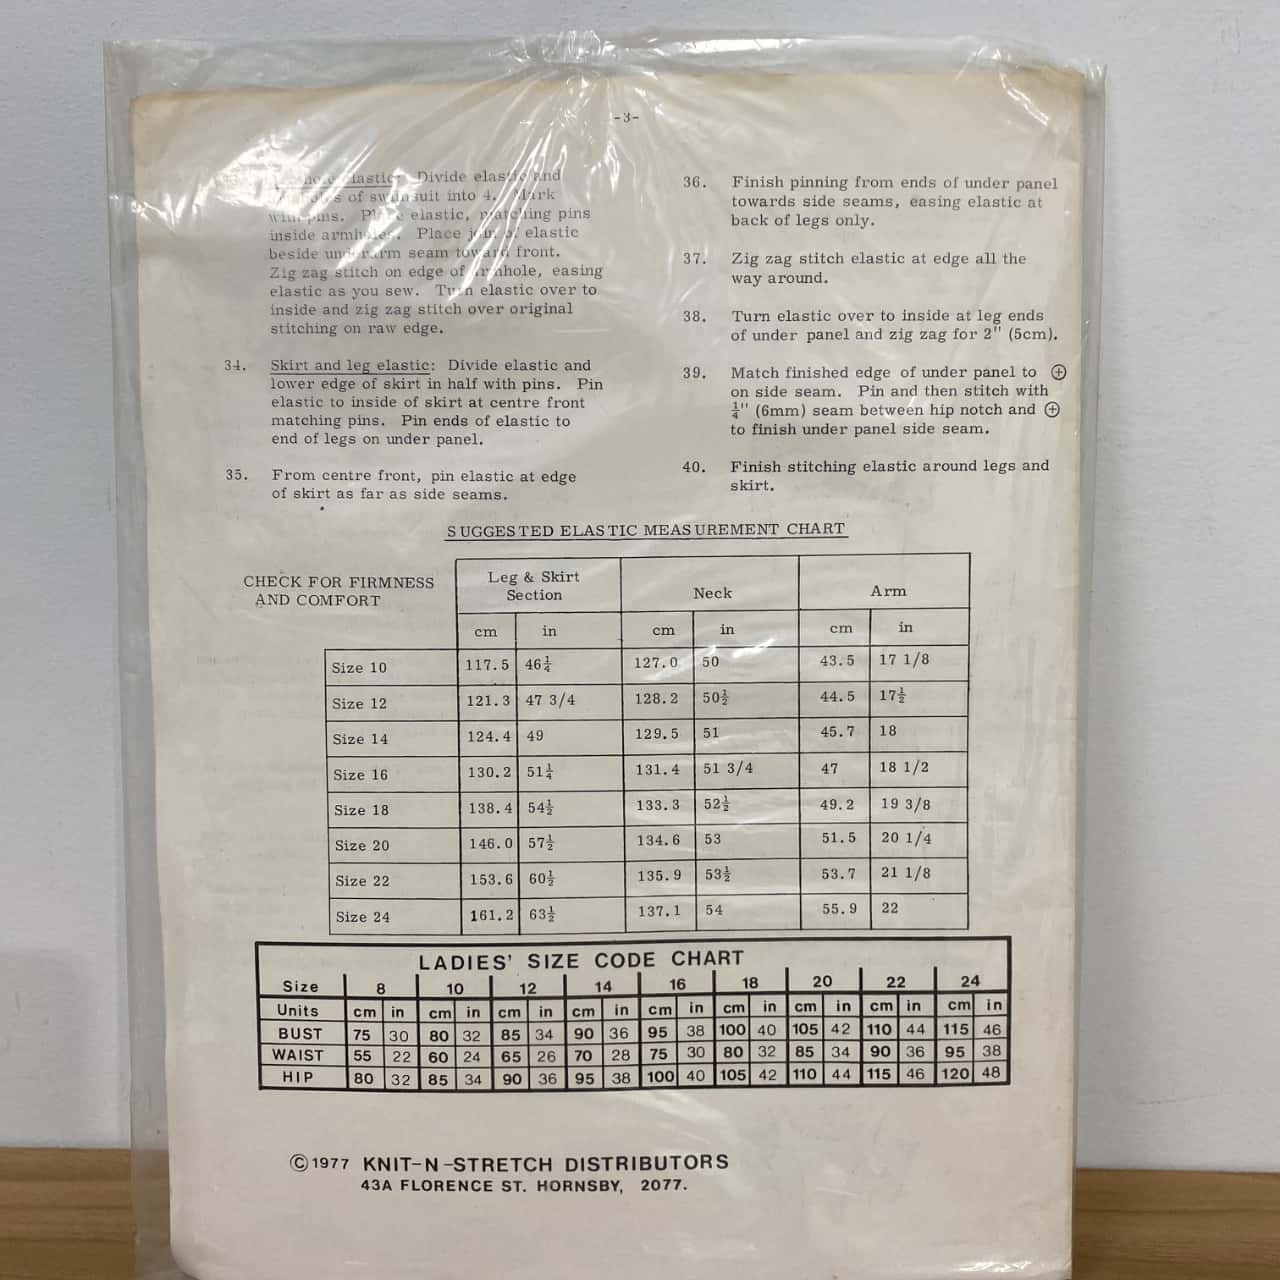 -3-
elastic: Divide elastic and
of swimsuit into 4. Mark
with pins. Place elastic, matching pins
inside armholes. Place join of elastic
beside underarm seam toward front.
Zig zag stitch on edge of armhole, easing
elastic as you sew. Turn elastic over to
inside and zig zag stitch over original
stitching on raw edge.
34. Skirt and leg elastic: Divide elastic and
lower edge of skirt in half with pins. Pin
elastic to inside of skirt at centre front
matching pins. Pin ends of elastic to
end of legs on under panel.
35. From centre front, pin elastic at edge
of skirt as far as side seams.
36. Finish pinning from ends of under panel
towards side seams, easing elastic at
back of legs only.
37. Zig zag stitch elastic at edge all the
way around.
38. Turn elastic over to inside at leg ends
of under panel and zig zag for 2" (5cm).
39. Match finished edge of under panel to ⊕
on side seam. Pin and then stitch with
¼" (6mm) seam between hip notch and ⊕
to finish under panel side seam.
40. Finish stitching elastic around legs and
skirt.
SUGGESTED ELASTIC MEASUREMENT CHART
CHECK FOR FIRMNESS
AND COMFORT
Leg & Skirt
Section
Neck Arm
cm in cm in cm in
Size 10 117.5 46¼ 127.0 50 43.5 17 1/8
Size 12 121.3 47 3/4 128.2 50½ 44.5 17½
Size 14 124.4 49 129.5 51 45.7 18
Size 16 130.2 51¼ 131.4 51 3/4 47 18 1/2
Size 18 138.4 54½ 133.3 52½ 49.2 19 3/8
Size 20 146.0 57½ 134.6 53 51.5 20 1/4
Size 22 153.6 60½ 135.9 53½ 53.7 21 1/8
Size 24 161.2 63½ 137.1 54 55.9 22
LADIES' SIZE CODE CHART
Size 8 10 12 14 16 18 20 22 24
Units cm in cm in cm in cm in cm in cm in cm in cm in cm in
BUST 75 30 80 32 85 34 90 36 95 38 100 40 105 42 110 44 115 46
WAIST 55 22 60 24 65 26 70 28 75 30 80 32 85 34 90 36 95 38
HIP 80 32 85 34 90 36 95 38 100 40 105 42 110 44 115 46 120 48
©1977 KNIT-N-STRETCH DISTRIBUTORS
43A FLORENCE ST. HORNSBY, 2077.